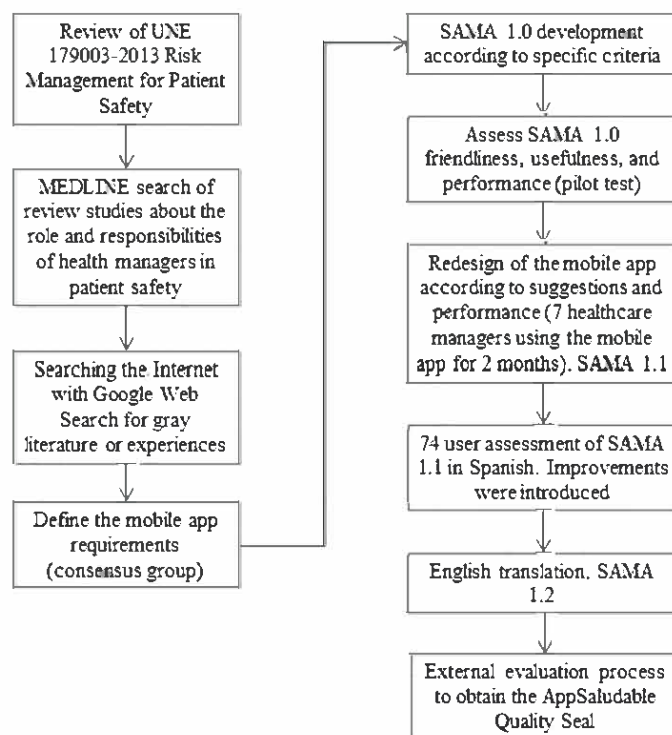 Review of UNE
179003-2013 Risk
Management for Patient
Safety
MEDLINE search of
review studies about the
role and responsibilities
of health managers in
patient safety
Searching the Internet
with Google Web
Search for gray
literature or experiences
Define the mobile app
requirements
(consensus group)
SAMA 1.0 development
according to specific criteria
Assess SAMA 1.0
friendliness, usefulness, and
performance (pilot test)
Redesign of the mobile app
according to suggestions and
performance (7 healthcare
managers using the mobile
app for 2 months). SAMA 1.1
74 user assessment of SAMA
1.1 in Spanish. Improvements
were introduced
English translation. SAMA
1.2
External evaluation process
to obtain the AppSaludable
Quality Seal